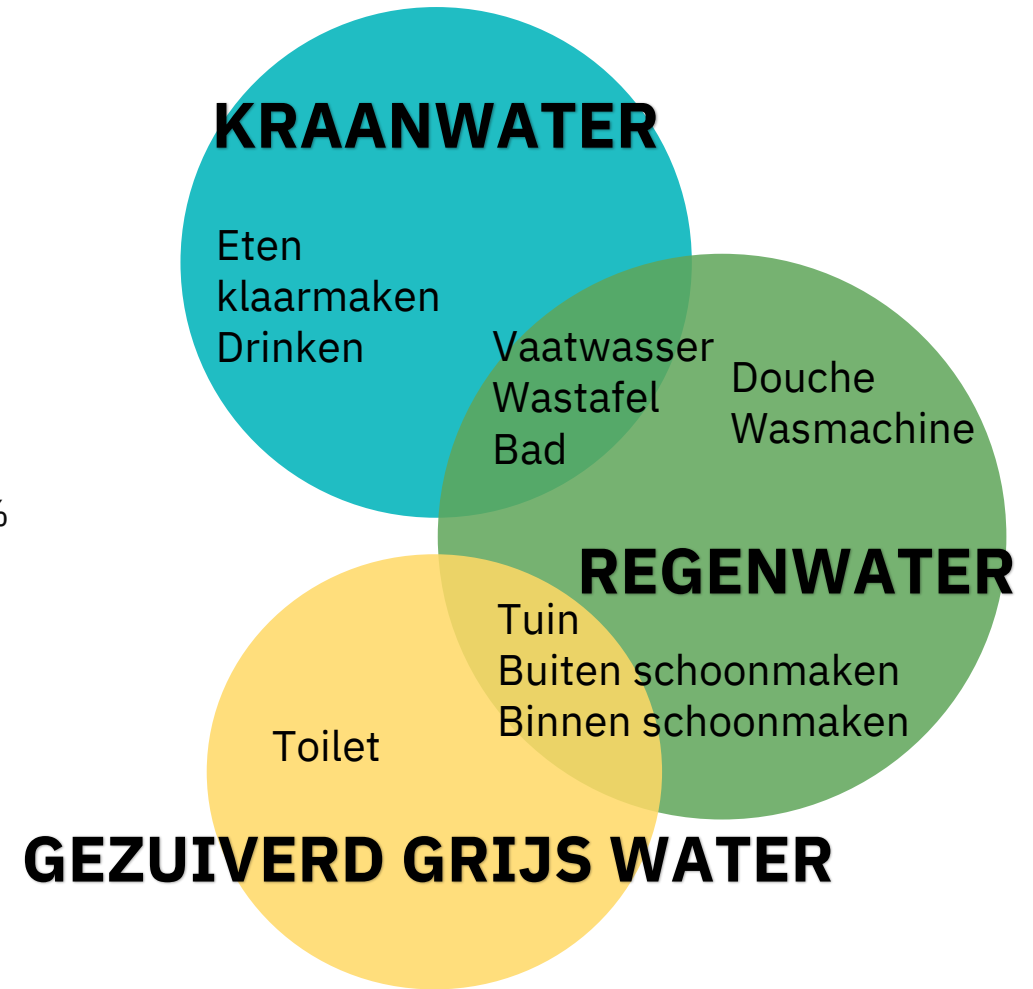 KRAANWATER
Eten
klaarmaken
Drinken
Vaatwasser
Wastafel
Bad
Douche
Wasmachine
%
REGENWATER
Tuin
Buiten schoonmaken
Binnen schoonmaken
Toilet
GEZUIVERD GRIJS WATER